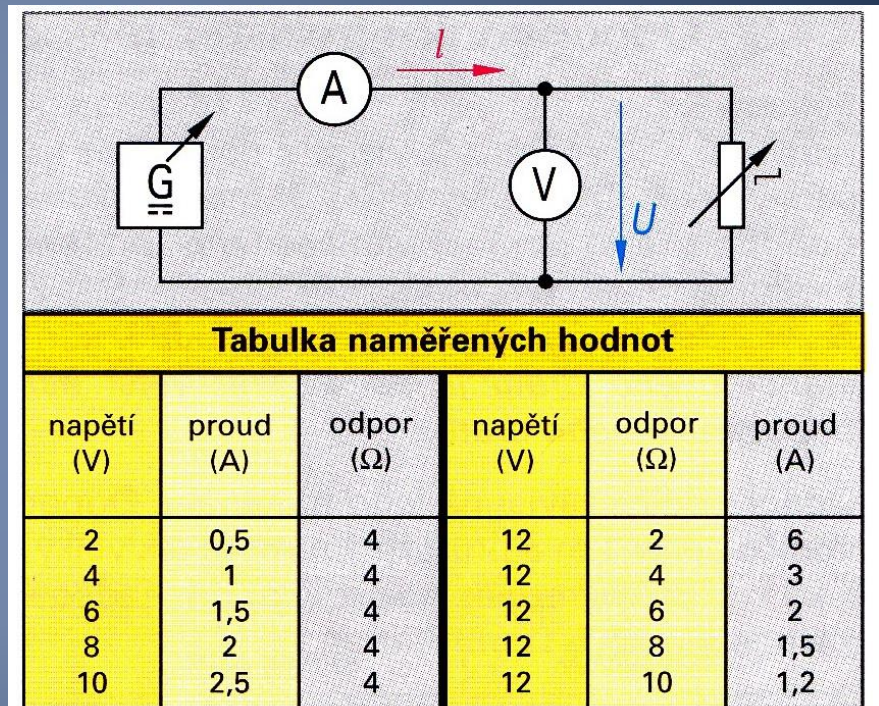 l
A
G
V
U
Tabulka naměřených hodnot
napětí (V) proud (A) odpor (Ω) napětí (V) odpor (Ω) proud (A)
2 0,5 4 12 2 6
4 1 4 12 4 3
6 1,5 4 12 6 2
8 2 4 12 8 1,5
10 2,5 4 12 10 1,2